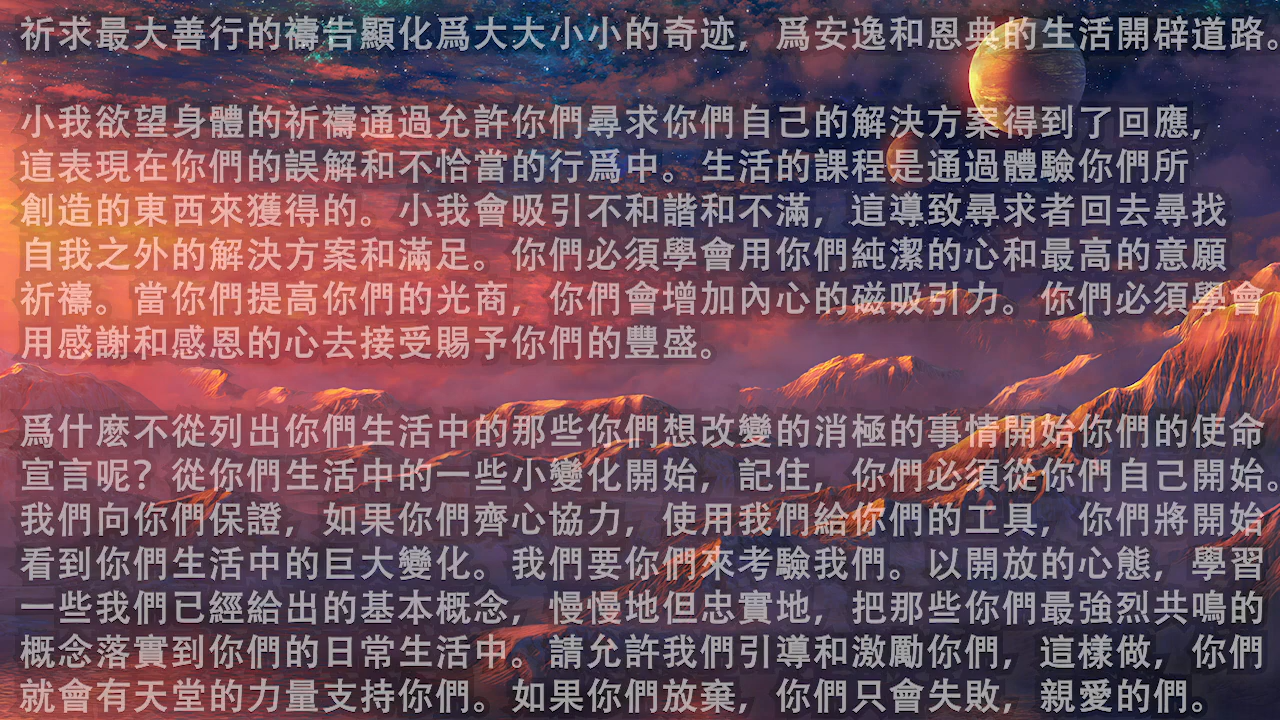 祈求最大善行的禱告顯化爲大大小小的奇迹，爲安逸和恩典的生活開辟道路。
小我欲望身體的祈禱通過允許你們尋求你們自己的解決方案得到了回應，
這表現在你們的誤解和不恰當的行爲中。生活的課程是通過體驗你們所
創造的東西來獲得的。小我會吸引不和諧和不滿，這導致尋求者回去尋找
自我之外的解決方案和滿足。你們必須學會用你們純潔的心和最高的意願
祈禱。當你們提高你們的光商，你們會增加內心的磁吸引力。你們必須學會
用感謝和感恩的心去接受賜予你們的豐盛。
爲什麽不從列出你們生活中的那些你們想改變的消極的事情開始你們的使命
宣言呢？從你們生活中的一些小變化開始，記住，你們必須從你們自己開始。
我們向你們保證，如果你們齊心協力，使用我們給你們的工具，你們將開始
看到你們生活中的巨大變化。我們要你們來考驗我們。以開放的心態，學習
一些我們已經給出的基本概念，慢慢地但忠實地，把那些你們最強烈共鳴的
概念落實到你們的日常生活中。請允許我們引導和激勵你們，這樣做，你們
就會有天堂的力量支持你們。如果你們放棄，你們只會失敗，親愛的們。